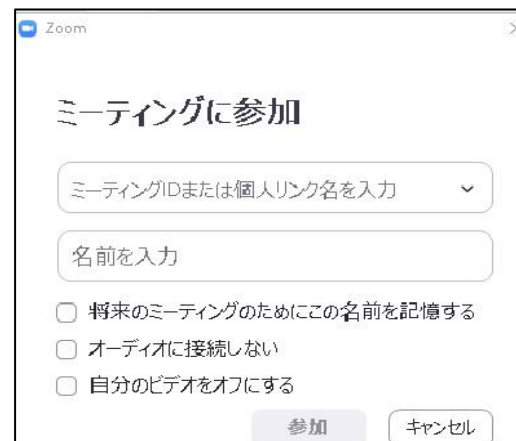 Zoom
ミーティングに参加
ミーティングIDまたは個人リンク名を入力
名前を入力
将来のミーティングのためにこの名前を記憶する
オーディオに接続しない
自分のビデオをオフにする
参加 キャンセル